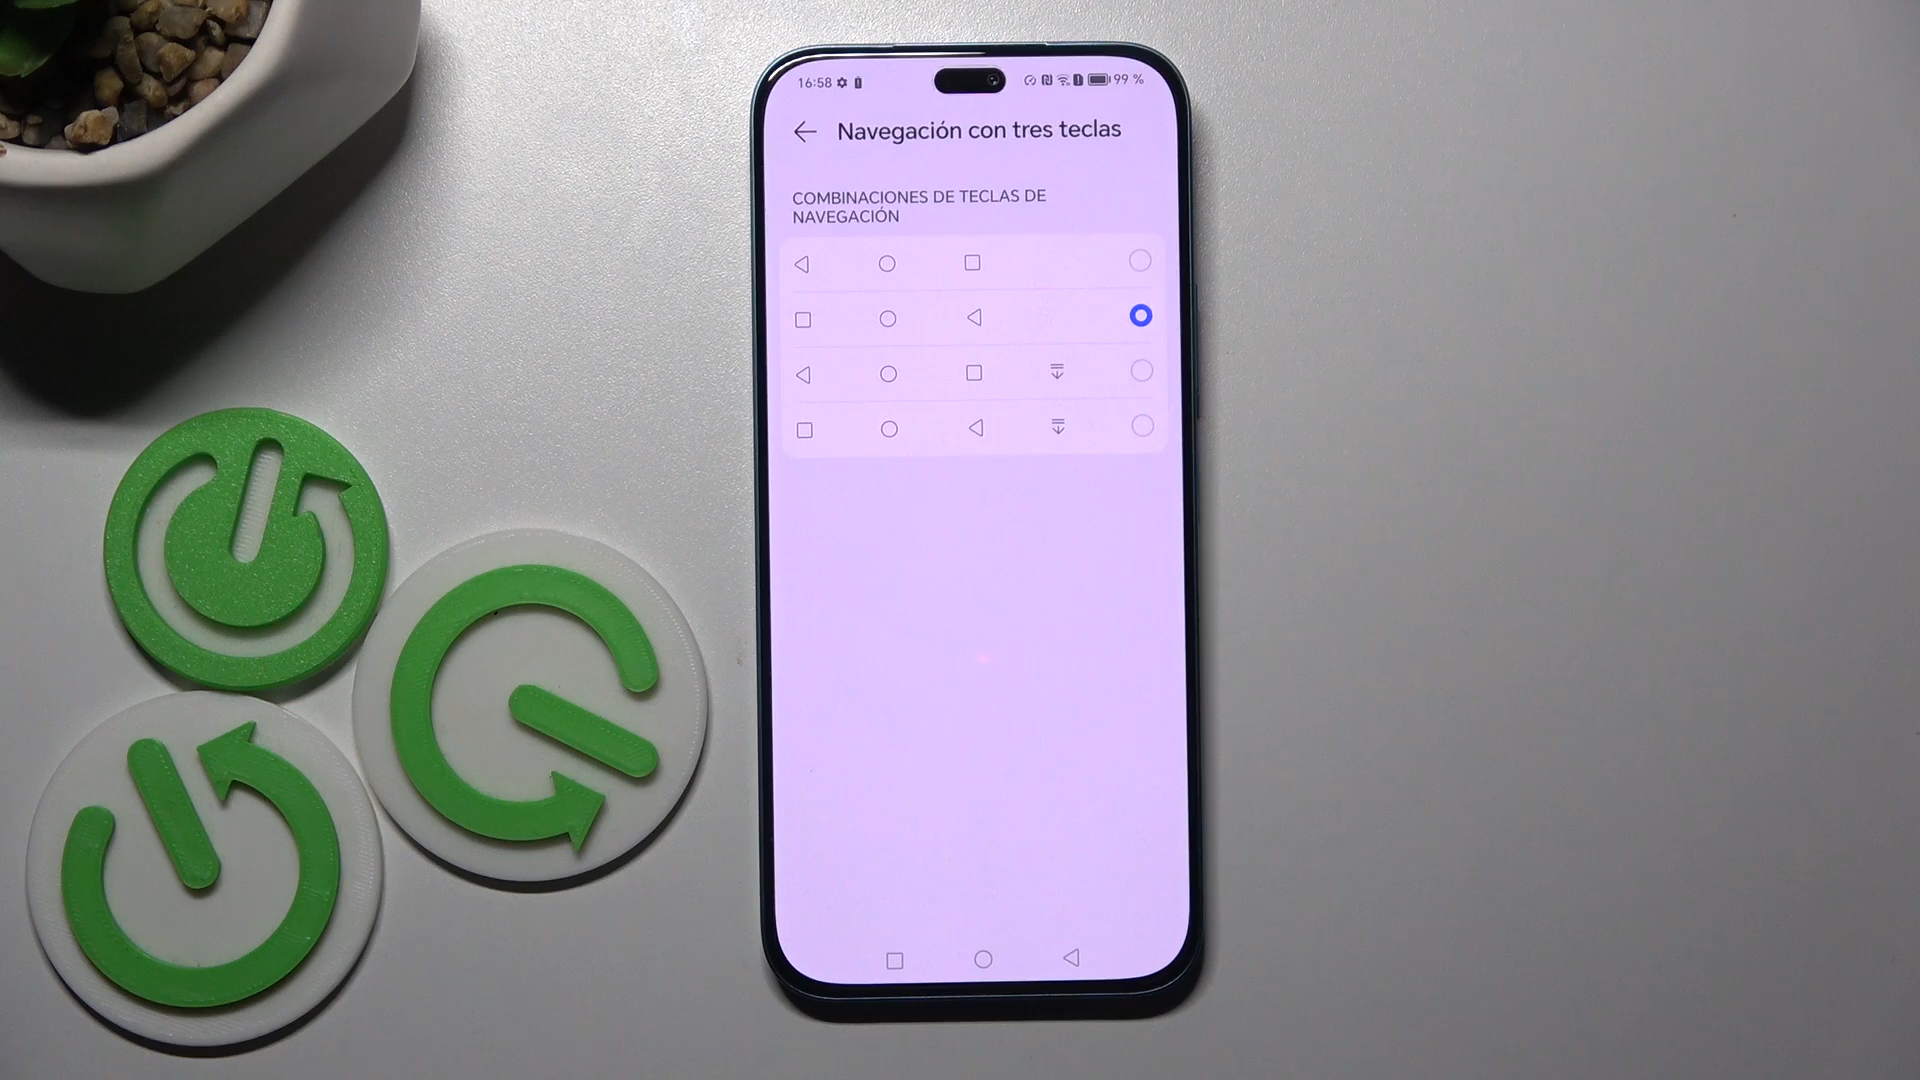 16:58
99 %
Navegación con tres teclas
COMBINACIONES DE TECLAS DE
NAVEGACIÓN